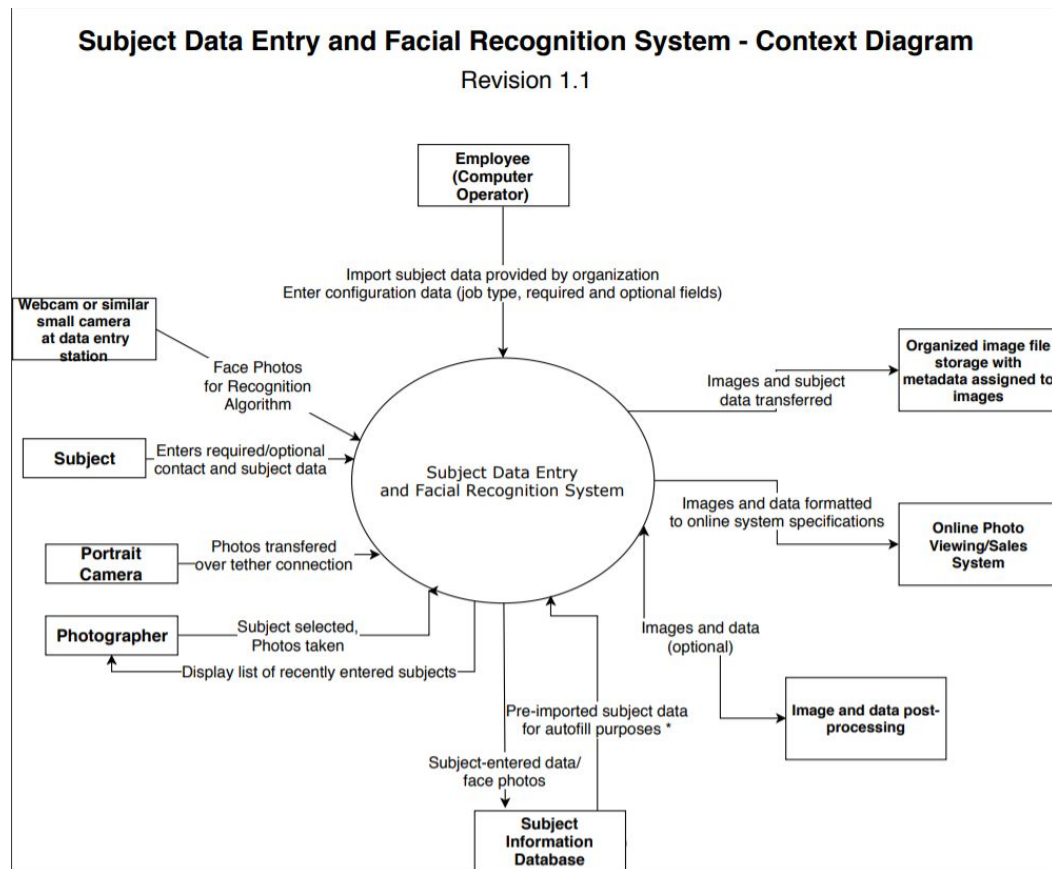 Subject Data Entry and Facial Recognition System - Context Diagram
Revision 1.1
Employee
(Computer
Operator)
Import subject data provided by organization
Enter configuration data (job type, required and optional fields)
Webcam or similar
small camera
at data entry
station
Face Photos
for Recognition
Algorithm
Organized image file
storage with
metadata assigned to
images
Images and subject
data transferred
Subject
Enters required/optional
contact and subject data
Subject Data Entry
and Facial Recognition System
Images and data formatted
to online system specifications
Online Photo
Viewing/Sales
System
Portrait
Camera
Photos transfered
over tether connection
Photographer
Subject selected,
Photos taken
Display list of recently entered subjects
Images and data
(optional)
Image and data post-
processing
Pre-imported subject data
for autofill purposes *
Subject-entered data/
face photos
Subject
Information
Database